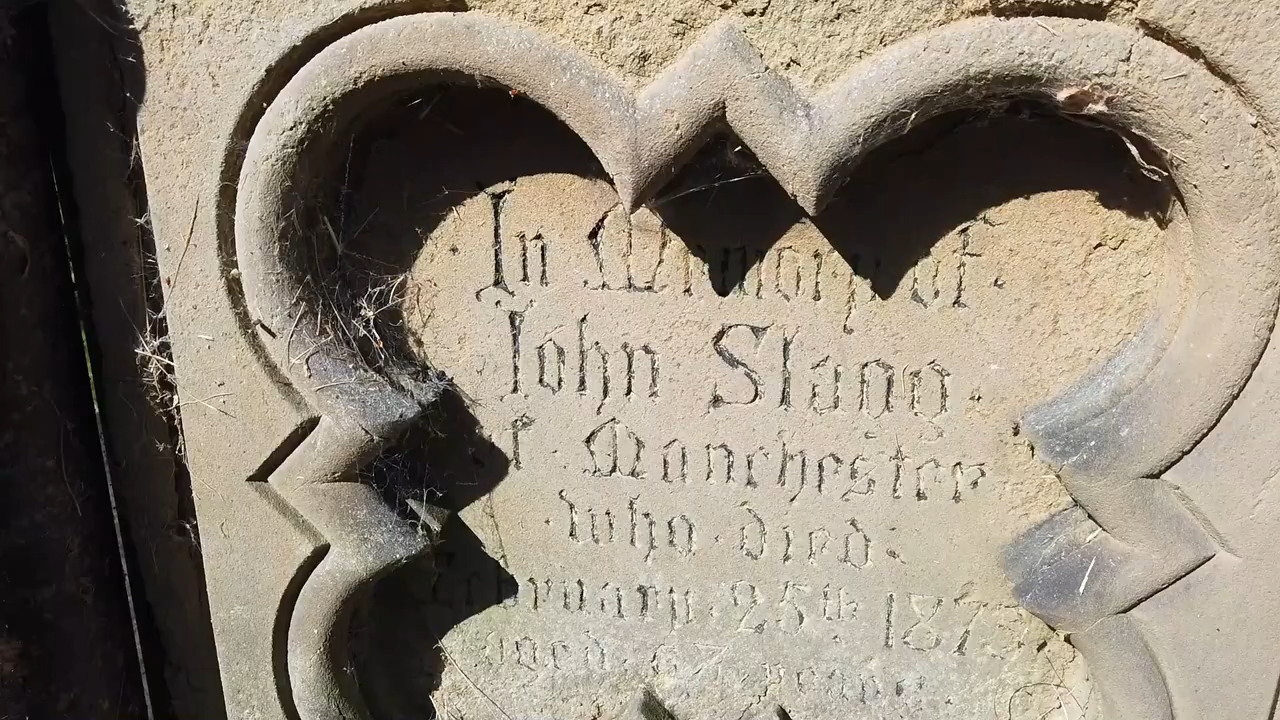 In Memory of.
John Slagg.
of · Manchester
· who · died:
February · 25th 187
Aged · 67 · years.